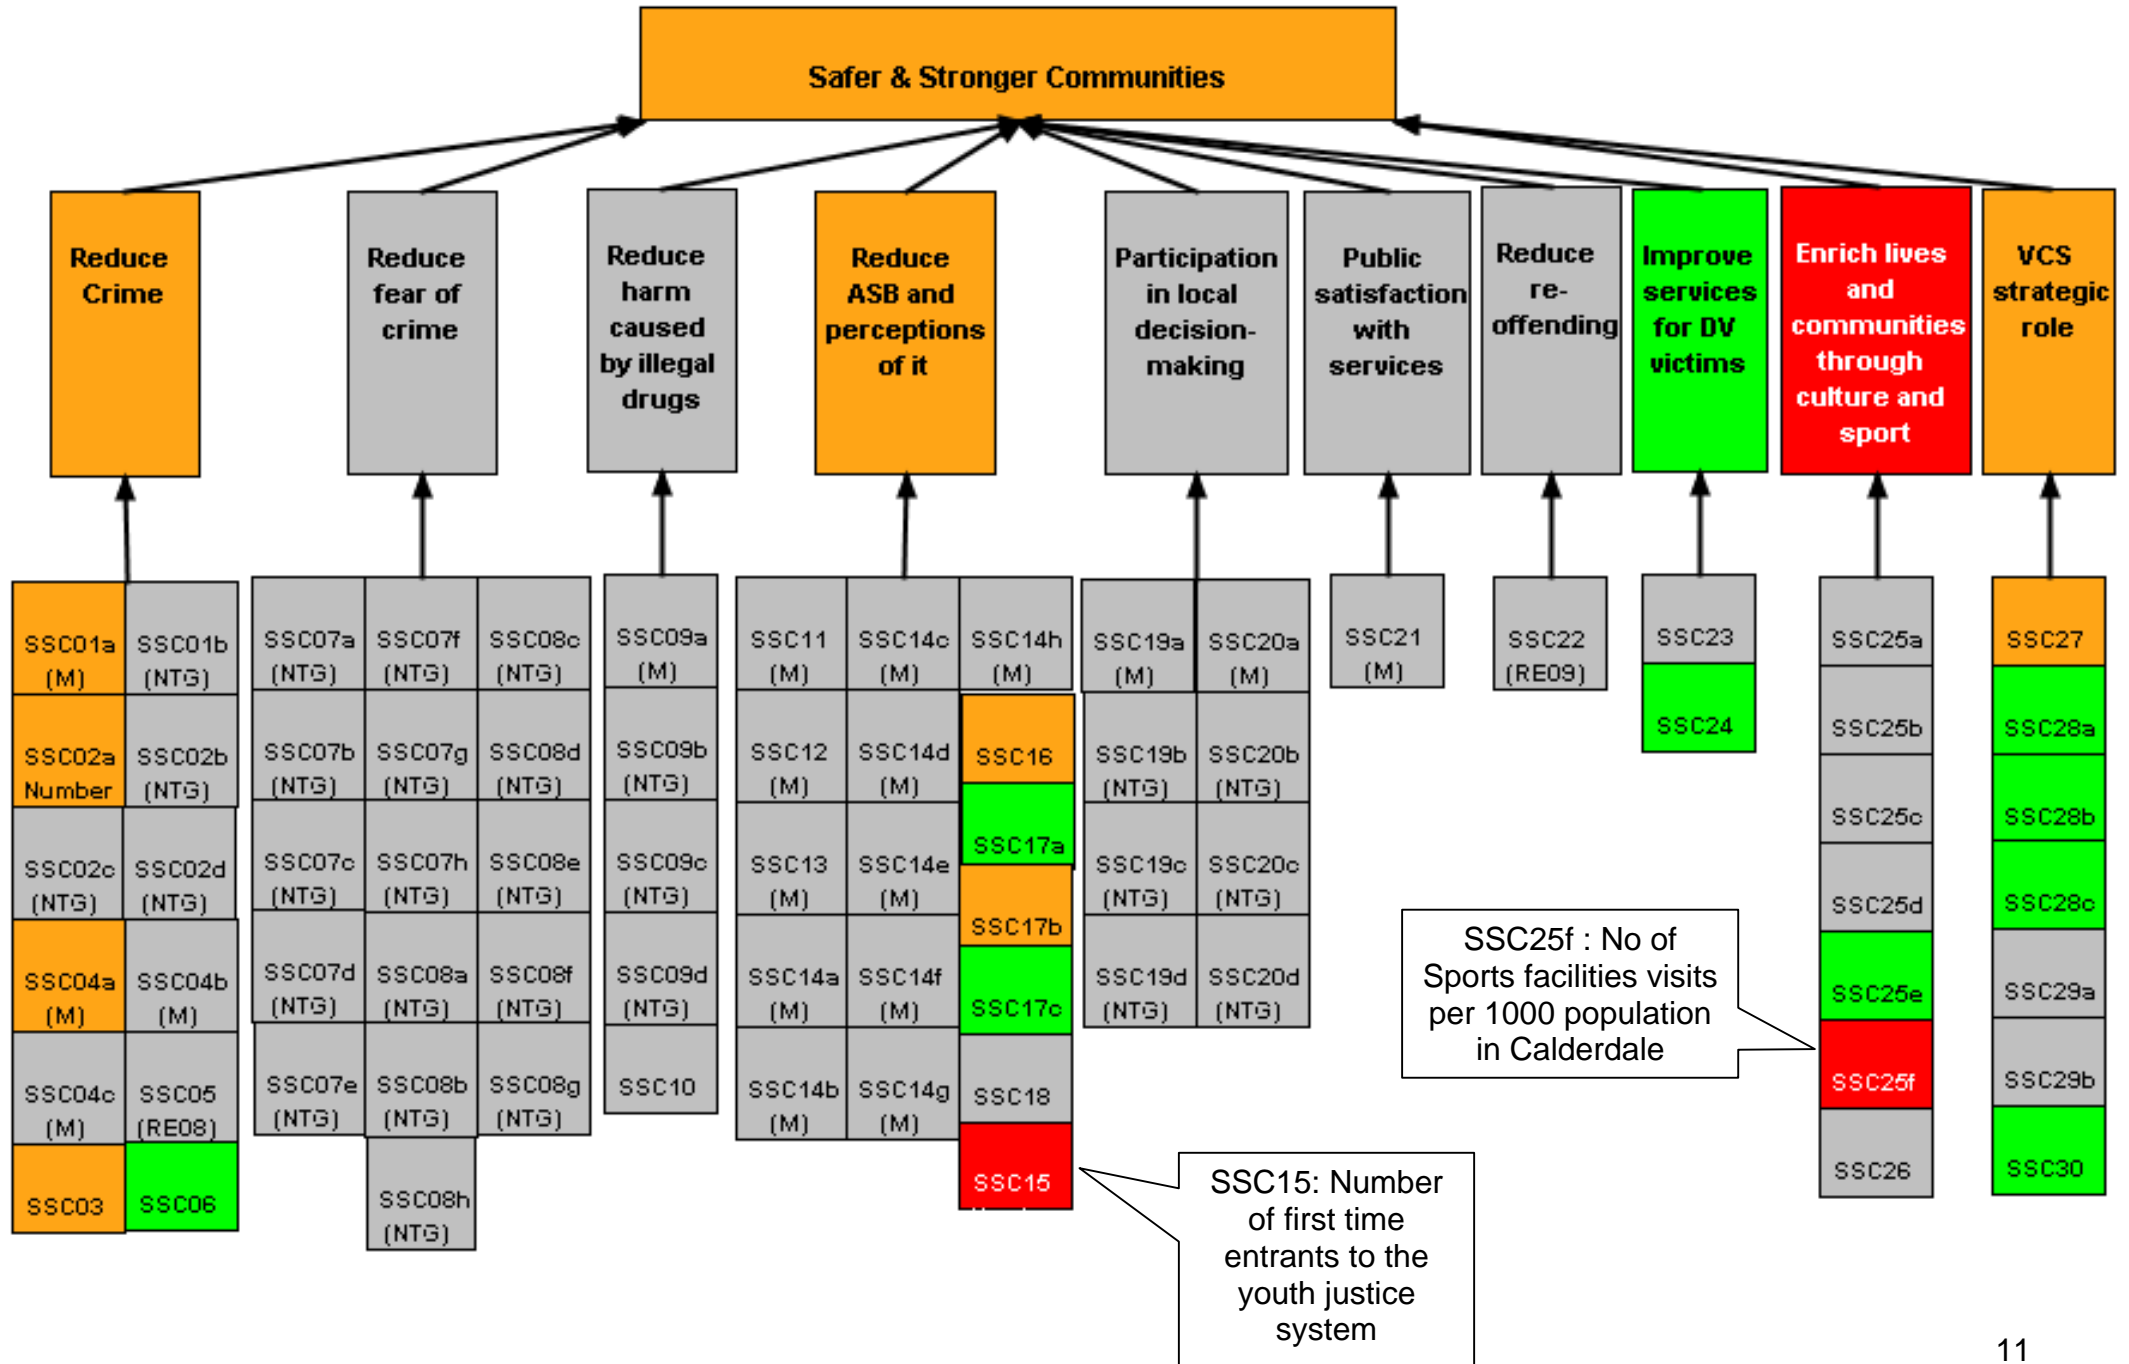 Safer & Stronger Communities
Reduce
Crime
Reduce
fear of
crime
Reduce
harm
caused
by illegal
drugs
Reduce
ASB and
perceptions
of it
Participation
in local
decision-
making
Public
satisfaction
with
services
Reduce
re-
offending
Improve
services
for DV
victims
Enrich lives
and
communities
through
culture and
sport
VCS
strategic
role
SSC01a
(M)
SSC01b
(NTG)
SSC02a
Number
SSC02b
(NTG)
SSC02c
(NTG)
SSC02d
(NTG)
SSC04a
(M)
SSC04b
(M)
SSC04c
(M)
SSC05
(RE08)
SSC03
SSC06
SSC07a
(NTG)
SSC07f
(NTG)
SSC08c
(NTG)
SSC07b
(NTG)
SSC07g
(NTG)
SSC08d
(NTG)
SSC07c
(NTG)
SSC07h
(NTG)
SSC08e
(NTG)
SSC07d
(NTG)
SSC08a
(NTG)
SSC08f
(NTG)
SSC07e
(NTG)
SSC08b
(NTG)
SSC08g
(NTG)
SSC08h
(NTG)
SSC09a
(M)
SSC09b
(NTG)
SSC09c
(NTG)
SSC09d
(NTG)
SSC10
SSC11
(M)
SSC14c
(M)
SSC14h
(M)
SSC12
(M)
SSC14d
(M)
SSC16
SSC17a
SSC13
(M)
SSC14e
(M)
SSC17b
SSC14a
(M)
SSC14f
(M)
SSC17c
SSC14b
(M)
SSC14g
(M)
SSC18
SSC15
SSC19a
(M)
SSC20a
(M)
SSC19b
(NTG)
SSC20b
(NTG)
SSC19c
(NTG)
SSC20c
(NTG)
SSC19d
(NTG)
SSC20d
(NTG)
SSC21
(M)
SSC22
(RE09)
SSC23
SSC24
SSC25a
SSC25b
SSC25c
SSC25d
SSC25e
SSC25f
SSC26
SSC27
SSC28a
SSC28b
SSC28c
SSC29a
SSC29b
SSC30
SSC25f : No of
Sports facilities visits
per 1000 population
in Calderdale
SSC15: Number
of first time
entrants to the
youth justice
system
11